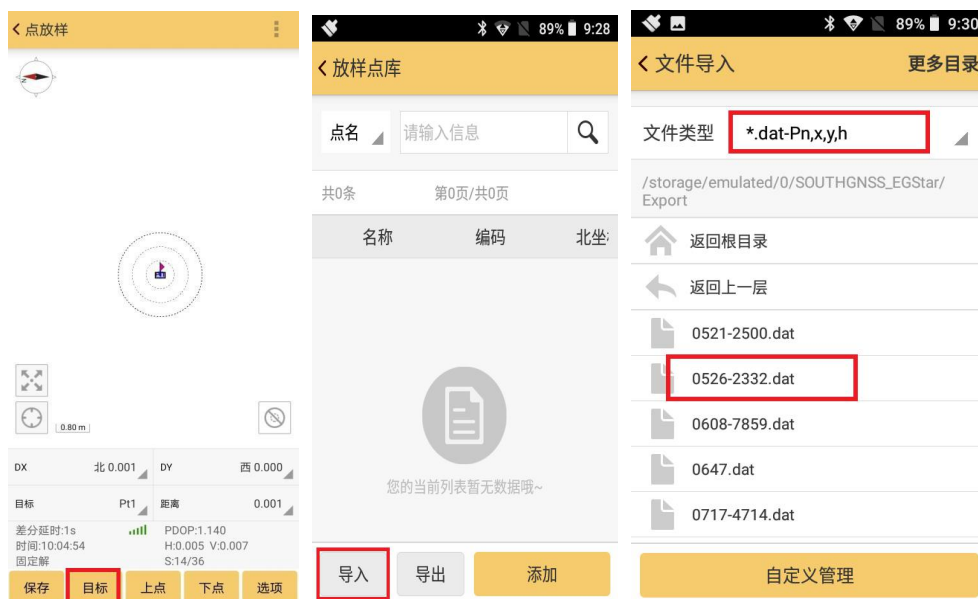 点放样
0.80 m
DX 北 0.001 DY 西 0.000
目标 Pt1 距离 0.001
差分延时:1s PDOP:1.140
时间:10:04:54 H:0.005 V:0.007
固定解 S:14/36
保存 目标 上点 下点 选项
89% 9:28
放样点库
点名 请输入信息
共0条 第0页/共0页
名称 编码 北坐
您的当前列表暂无数据哦~
导入 导出 添加
89% 9:30
文件导入 更多目录
文件类型 *.dat-Pn,x,y,h
/storage/emulated/0/SOUTHGNSS_EGStar/
Export
返回根目录
返回上一层
0521-2500.dat
0526-2332.dat
0608-7859.dat
0647.dat
0717-4714.dat
自定义管理